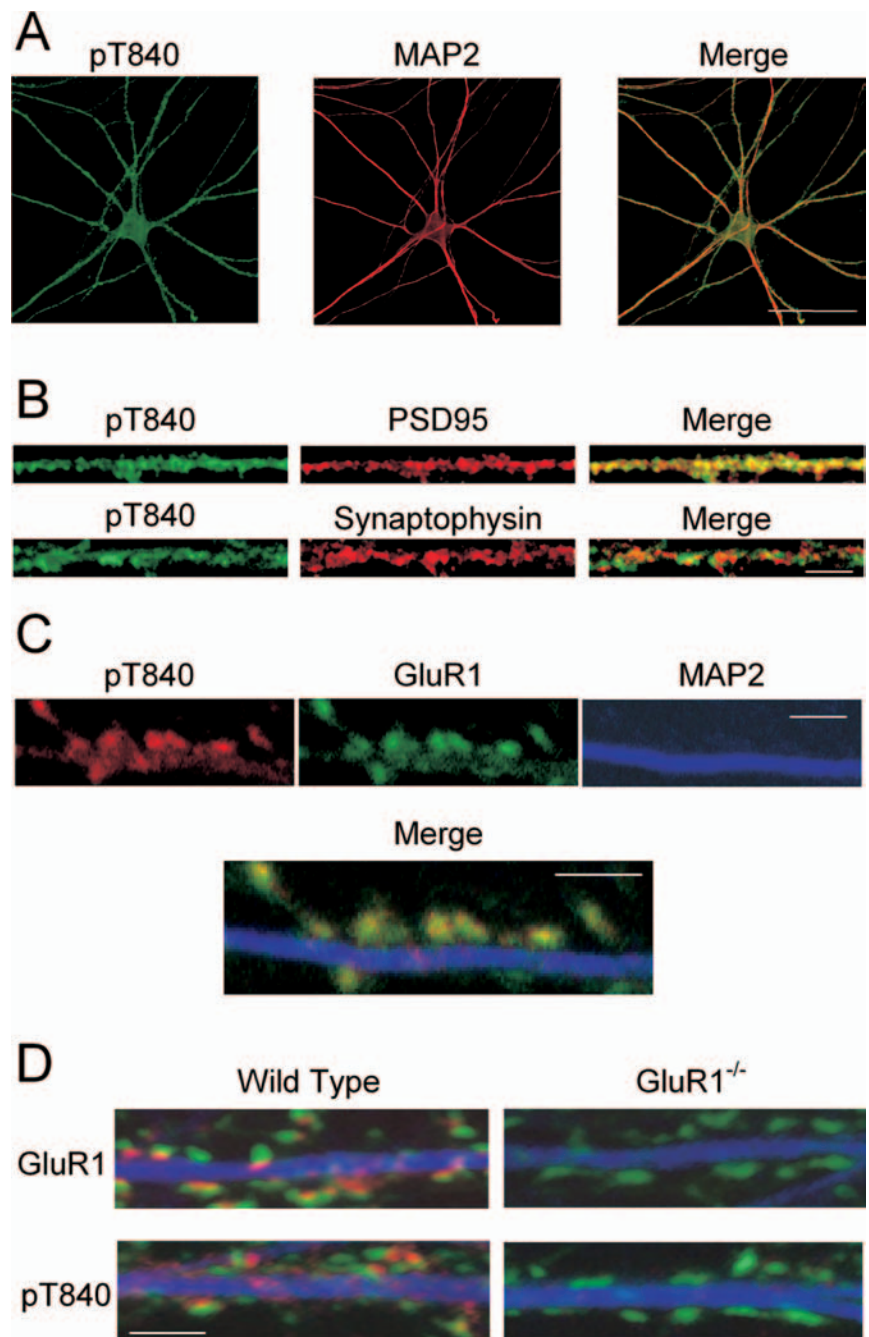 A
pT840 MAP2 Merge
B
pT840 PSD95 Merge
pT840 Synaptophysin Merge
C
pT840 GluR1 MAP2
Merge
D
Wild Type GluR1-/-
GluR1
pT840